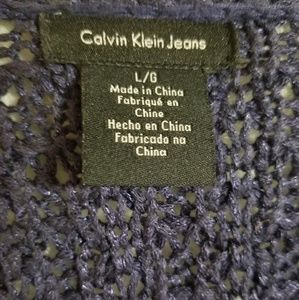 Calvin Klein Jeans
L/G
Made in China
Fabriqué en
Chine
Hecho en China
Fabricado na
China